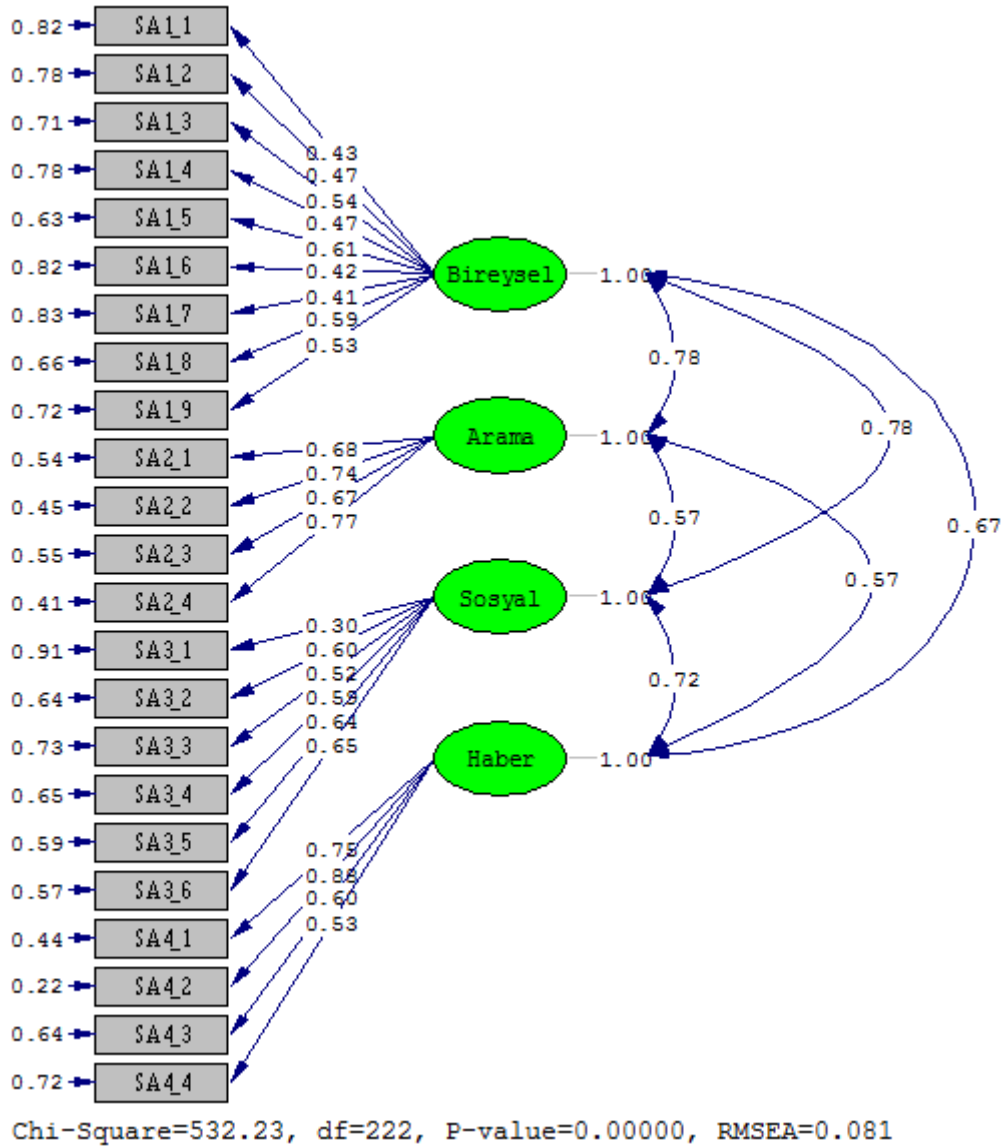 0.82 SA1_1
0.78 SA1_2
0.71 SA1_3
0.78 SA1_4
0.63 SA1_5
0.82 SA1_6
0.83 SA1_7
0.66 SA1_8
0.72 SA1_9
0.54 SA2_1
0.45 SA2_2
0.55 SA2_3
0.41 SA2_4
0.91 SA3_1
0.64 SA3_2
0.73 SA3_3
0.65 SA3_4
0.59 SA3_5
0.57 SA3_6
0.44 SA4_1
0.22 SA4_2
0.64 SA4_3
0.72 SA4_4
0.43
0.47
0.54
0.47
0.61
0.42
0.41
0.59
0.53
0.68
0.74
0.67
0.77
0.30
0.60
0.52
0.59
0.64
0.65
0.75
0.88
0.60
0.53
Bireysel 1.00
Arama 1.00
Sosyal 1.00
Haber 1.00
0.78
0.57
0.72
0.78
0.57
0.67
Chi-Square=532.23, df=222, P-value=0.00000, RMSEA=0.081